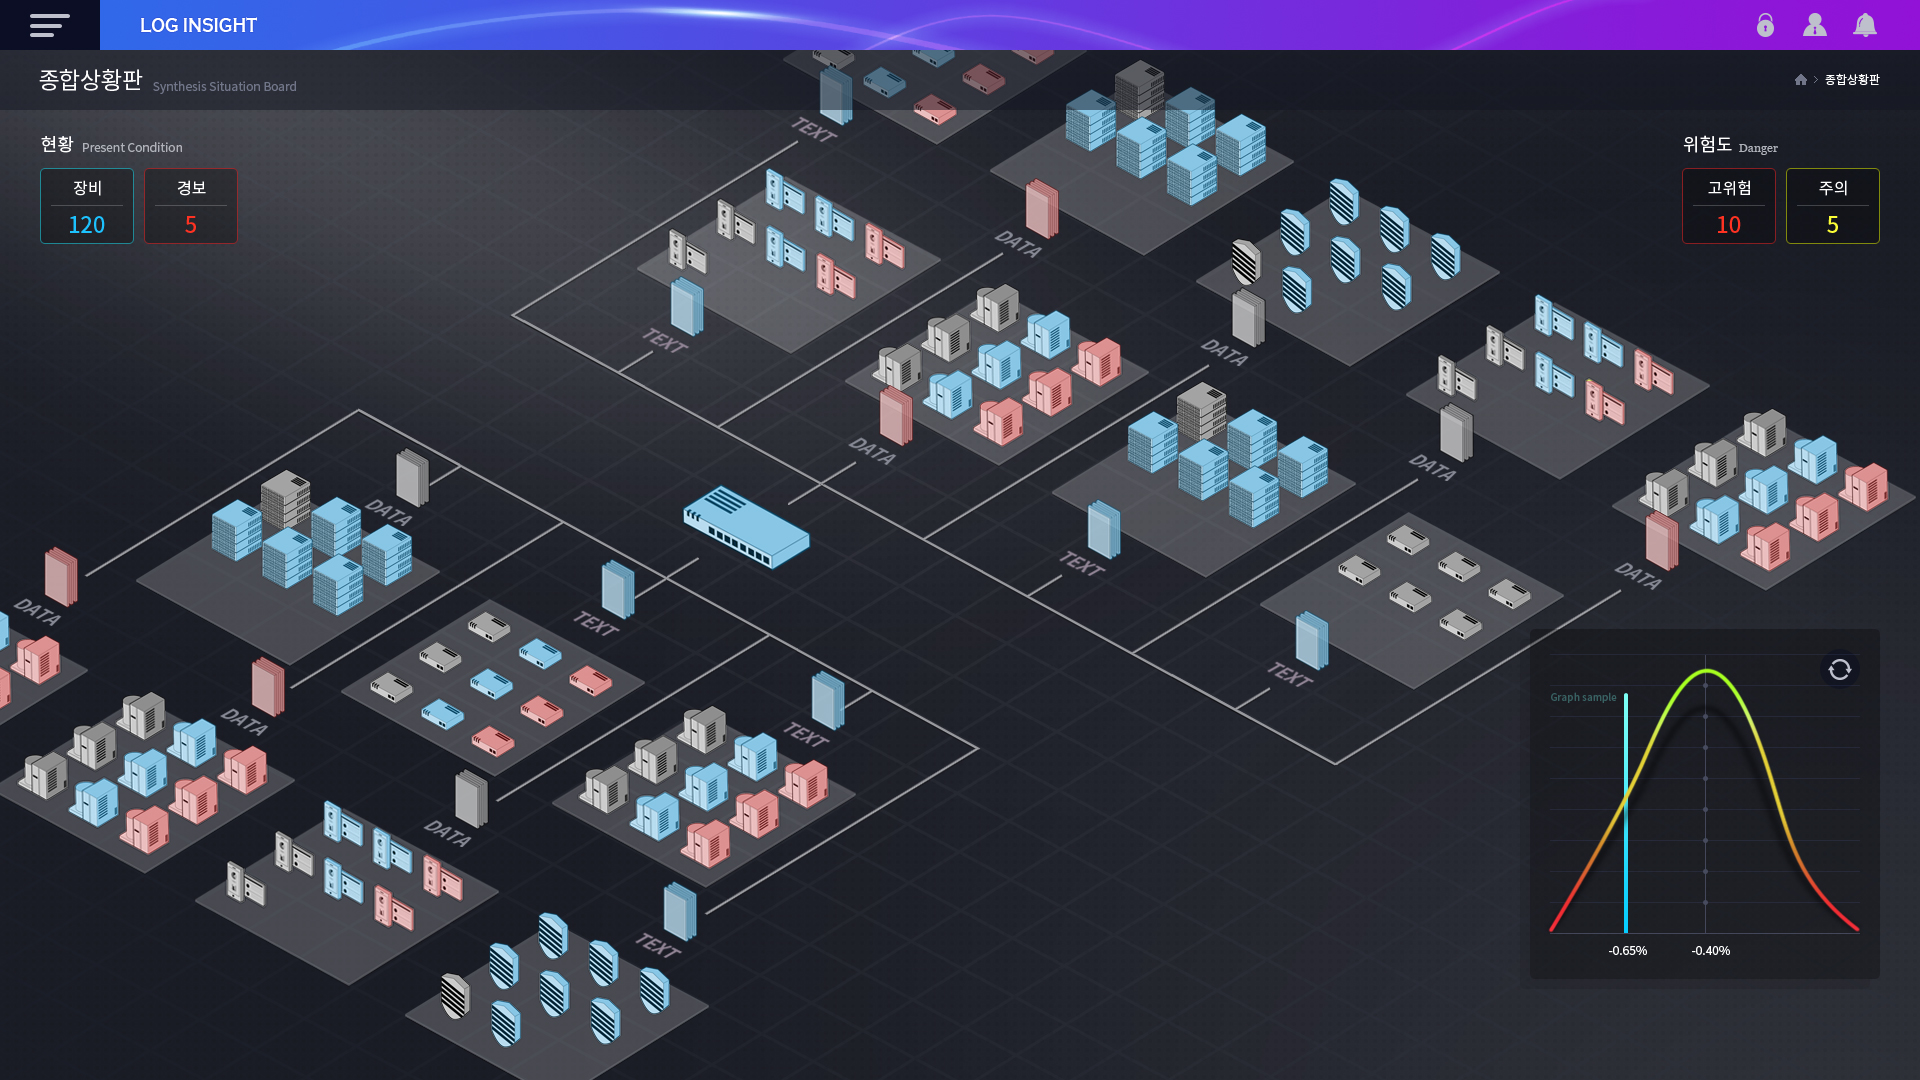 LOG INSIGHT
종합상황판 Synthesis Situation Board
종합상황판
현황 Present Condition
위험도 Danger
장비
120
경보
5
고위험
10
주의
5
TEXT
DATA
TEXT
DATA
DATA
DATA
DATA
TEXT
DATA
DATA
TEXT
DATA
TEXT
DATA
TEXT
DATA
TEXT
Graph sample
-0.65%
-0.40%